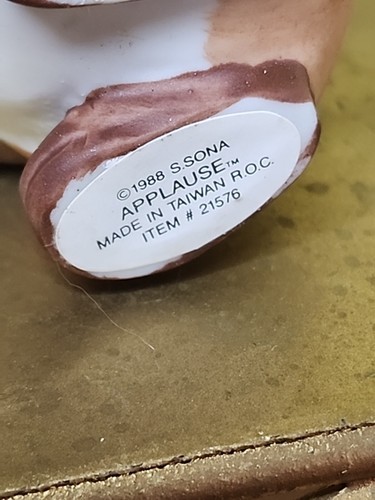 ©1988 S.SONA
APPLAUSE™
MADE IN TAIWAN R.O.C.
ITEM # 21576